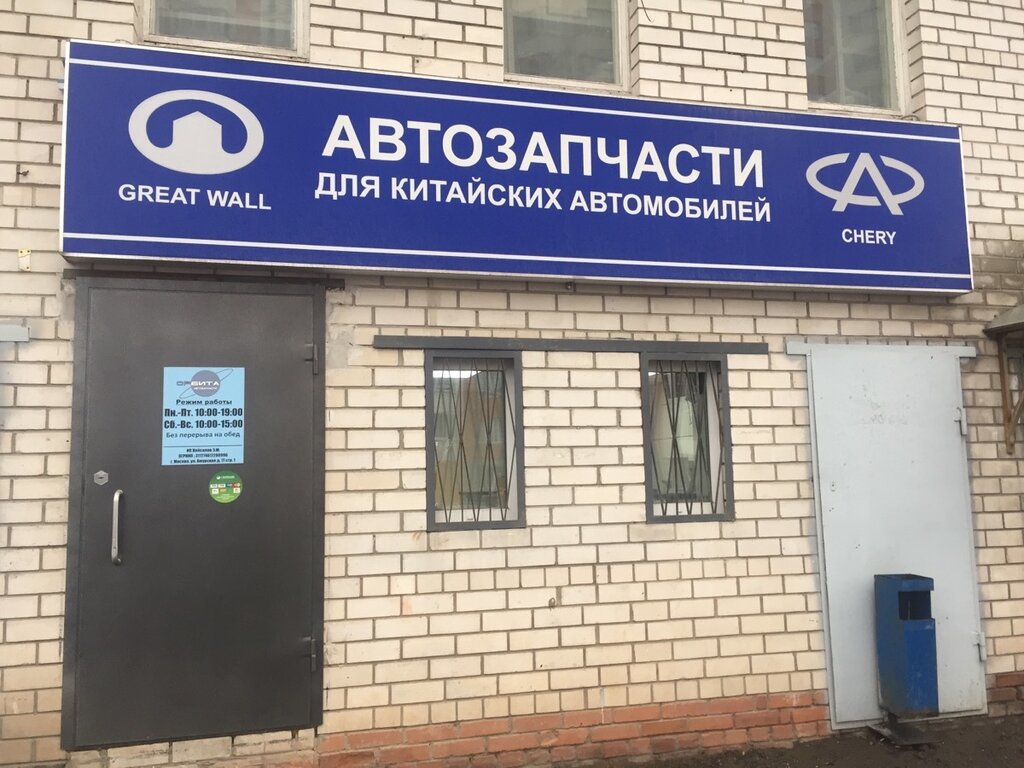 GREAT WALL
АВТОЗАПЧАСТИ
ДЛЯ КИТАЙСКИХ АВТОМОБИЛЕЙ
CHERY
ОРБИТА
Режим работы
Пн.-Пт. 10:00-19:00
Сб.-Вс. 10:00-15:00
Без перерыва на обед